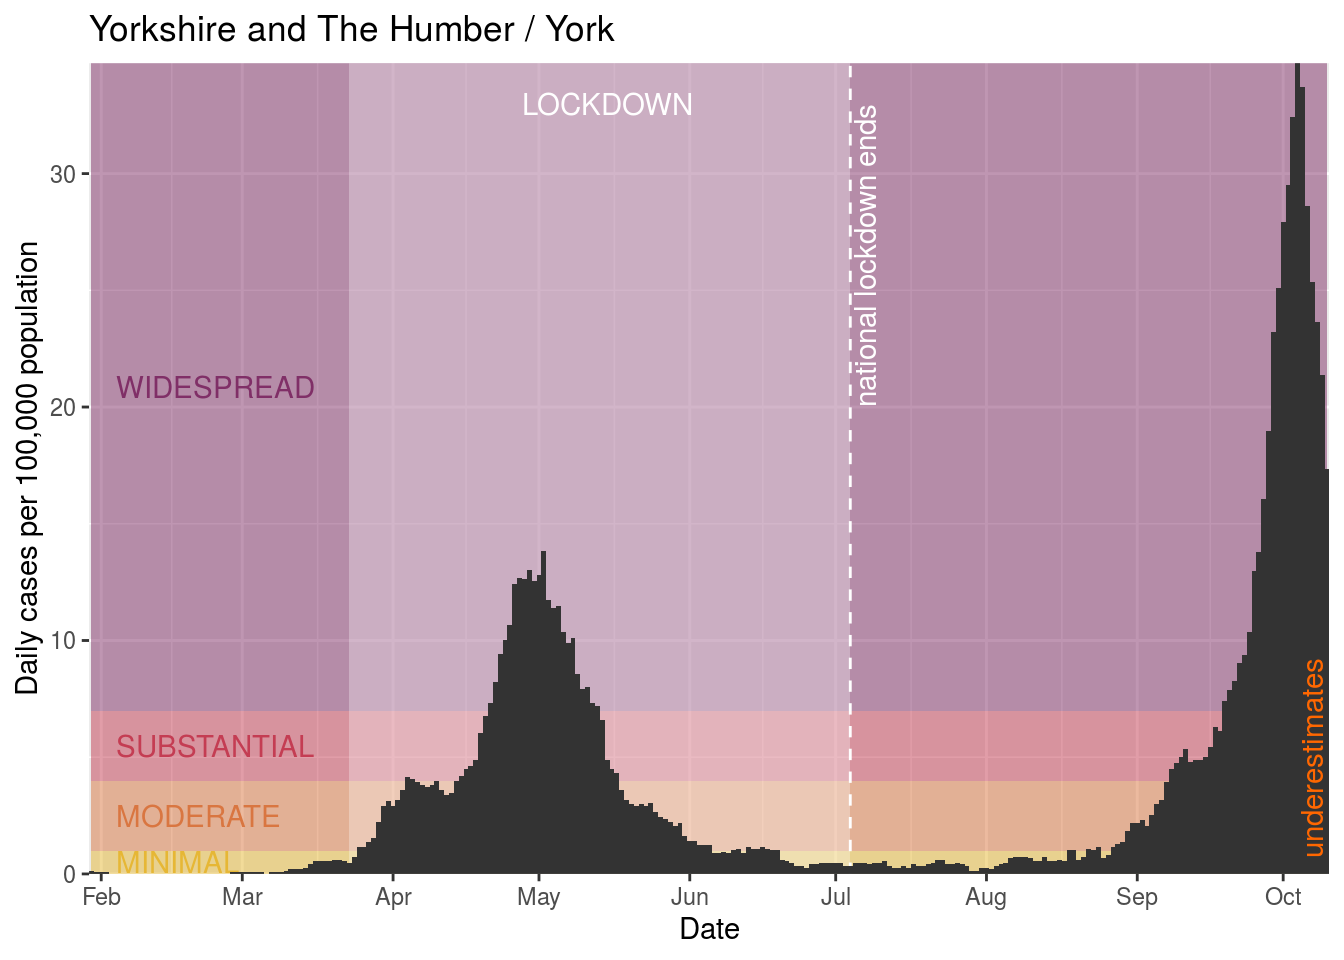 Yorkshire and The Humber / York
Daily cases per 100,000 population
30
20
10
0
LOCKDOWN
national lockdown ends
WIDESPREAD
SUBSTANTIAL
MODERATE
MINIMAL
underestimates
Feb Mar Apr May Jun Jul Aug Sep Oct
Date